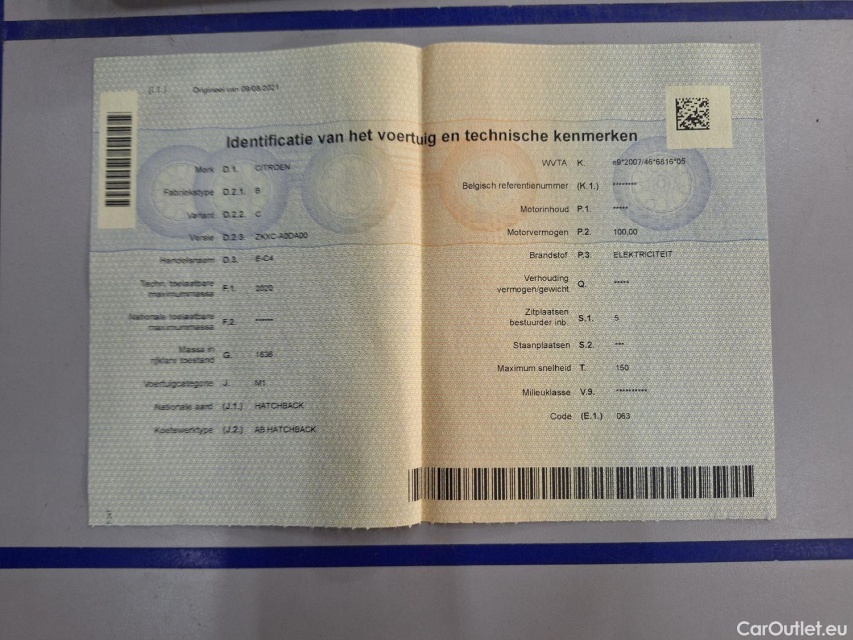 (I.1.) Origineel van 09/08/2021
Identificatie van het voertuig en technische kenmerken
Merk D.1. CITROEN
Fabriekstype D.2.1. B
Variant D.2.2. C
Versie D.2.3. ZKXC-A0DA00
Handelsnaam D.3. E-C4
Techn. toelaatbare
maximummassa F.1. 2020
Nationale toelaatbare
maximummassa F.2. -----
Massa in
rijklare toestand G. 1636
Voertuigcategorie J. M1
Nationale aard (J.1.) HATCHBACK
Koetswerktype (J.2.) AB HATCHBACK
WVTA K. e9*2007/46*6816*05
Belgisch referentienummer (K.1.) ********
Motorinhoud P.1. *****
Motorvermogen P.2. 100,00
Brandstof P.3. ELEKTRICITEIT
Verhouding
vermogen/gewicht Q. *****
Zitplaatsen
bestuurder inb. S.1. 5
Staanplaatsen S.2. ***
Maximum snelheid T. 150
Milieuklasse V.9. **********
Code (E.1.) 063
CarOutlet.eu